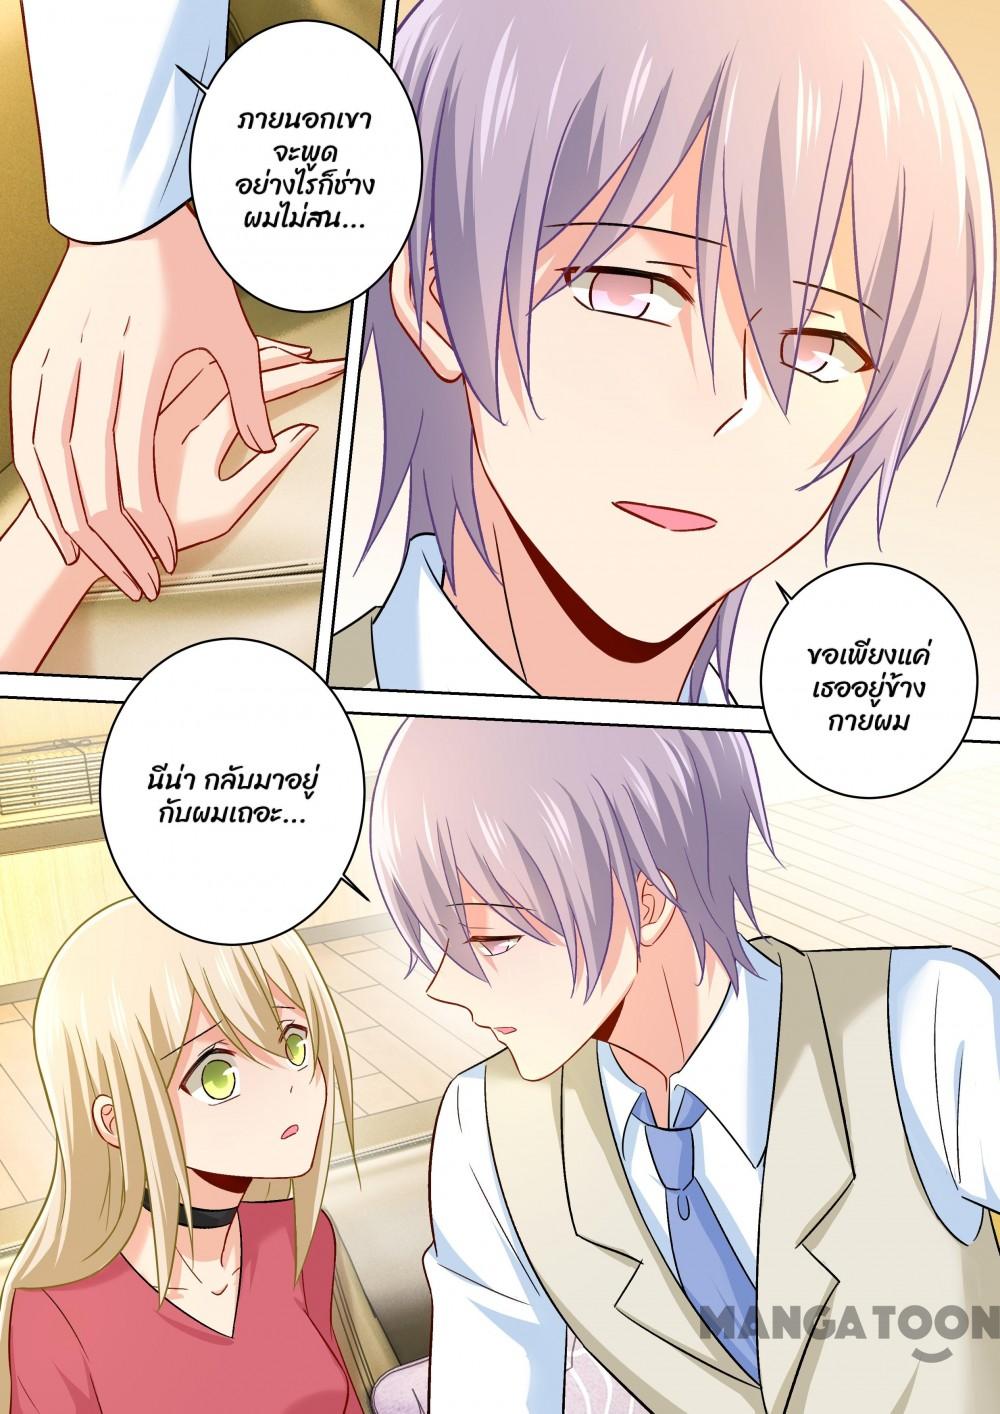 ภายนอกเขา
จะพูด
อย่างไรก็ช่าง
ผมไม่สน...
ขอเพียงแค่
เธออยู่ข้าง
กายผม
นีน่า กลับมาอยู่
กับผมเถอะ...
MANGATOON